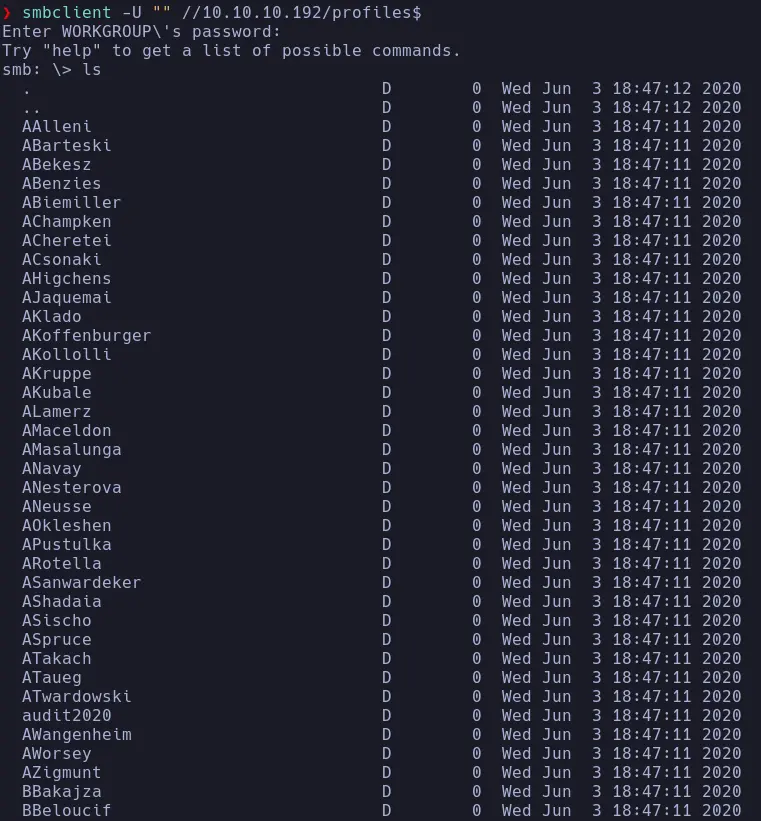 ❯ smbclient -U "" //10.10.10.192/profiles$
Enter WORKGROUP\'s password:
Try "help" to get a list of possible commands.
smb: \> ls
  .                                   D        0  Wed Jun  3 18:47:12 2020
  ..                                  D        0  Wed Jun  3 18:47:12 2020
  AAlleni                             D        0  Wed Jun  3 18:47:11 2020
  ABarteski                           D        0  Wed Jun  3 18:47:11 2020
  ABekesz                             D        0  Wed Jun  3 18:47:11 2020
  ABenzies                            D        0  Wed Jun  3 18:47:11 2020
  ABiemiller                          D        0  Wed Jun  3 18:47:11 2020
  AChampken                           D        0  Wed Jun  3 18:47:11 2020
  ACheretei                           D        0  Wed Jun  3 18:47:11 2020
  ACsonaki                            D        0  Wed Jun  3 18:47:11 2020
  AHigchens                           D        0  Wed Jun  3 18:47:11 2020
  AJaquemai                           D        0  Wed Jun  3 18:47:11 2020
  AKlado                              D        0  Wed Jun  3 18:47:11 2020
  AKoffenburger                       D        0  Wed Jun  3 18:47:11 2020
  AKollolli                           D        0  Wed Jun  3 18:47:11 2020
  AKruppe                             D        0  Wed Jun  3 18:47:11 2020
  AKubale                             D        0  Wed Jun  3 18:47:11 2020
  ALamerz                             D        0  Wed Jun  3 18:47:11 2020
  AMaceldon                           D        0  Wed Jun  3 18:47:11 2020
  AMasalunga                          D        0  Wed Jun  3 18:47:11 2020
  ANavay                              D        0  Wed Jun  3 18:47:11 2020
  ANesterova                          D        0  Wed Jun  3 18:47:11 2020
  ANeusse                             D        0  Wed Jun  3 18:47:11 2020
  AOkleshen                           D        0  Wed Jun  3 18:47:11 2020
  APustulka                           D        0  Wed Jun  3 18:47:11 2020
  ARotella                            D        0  Wed Jun  3 18:47:11 2020
  ASanwardeker                        D        0  Wed Jun  3 18:47:11 2020
  AShadaia                            D        0  Wed Jun  3 18:47:11 2020
  ASischo                             D        0  Wed Jun  3 18:47:11 2020
  ASpruce                             D        0  Wed Jun  3 18:47:11 2020
  ATakach                             D        0  Wed Jun  3 18:47:11 2020
  ATaueg                              D        0  Wed Jun  3 18:47:11 2020
  ATwardowski                         D        0  Wed Jun  3 18:47:11 2020
  audit2020                           D        0  Wed Jun  3 18:47:11 2020
  AWangenheim                         D        0  Wed Jun  3 18:47:11 2020
  AWorsey                             D        0  Wed Jun  3 18:47:11 2020
  AZigmunt                            D        0  Wed Jun  3 18:47:11 2020
  BBakajza                            D        0  Wed Jun  3 18:47:11 2020
  BBeloucif                           D        0  Wed Jun  3 18:47:11 2020